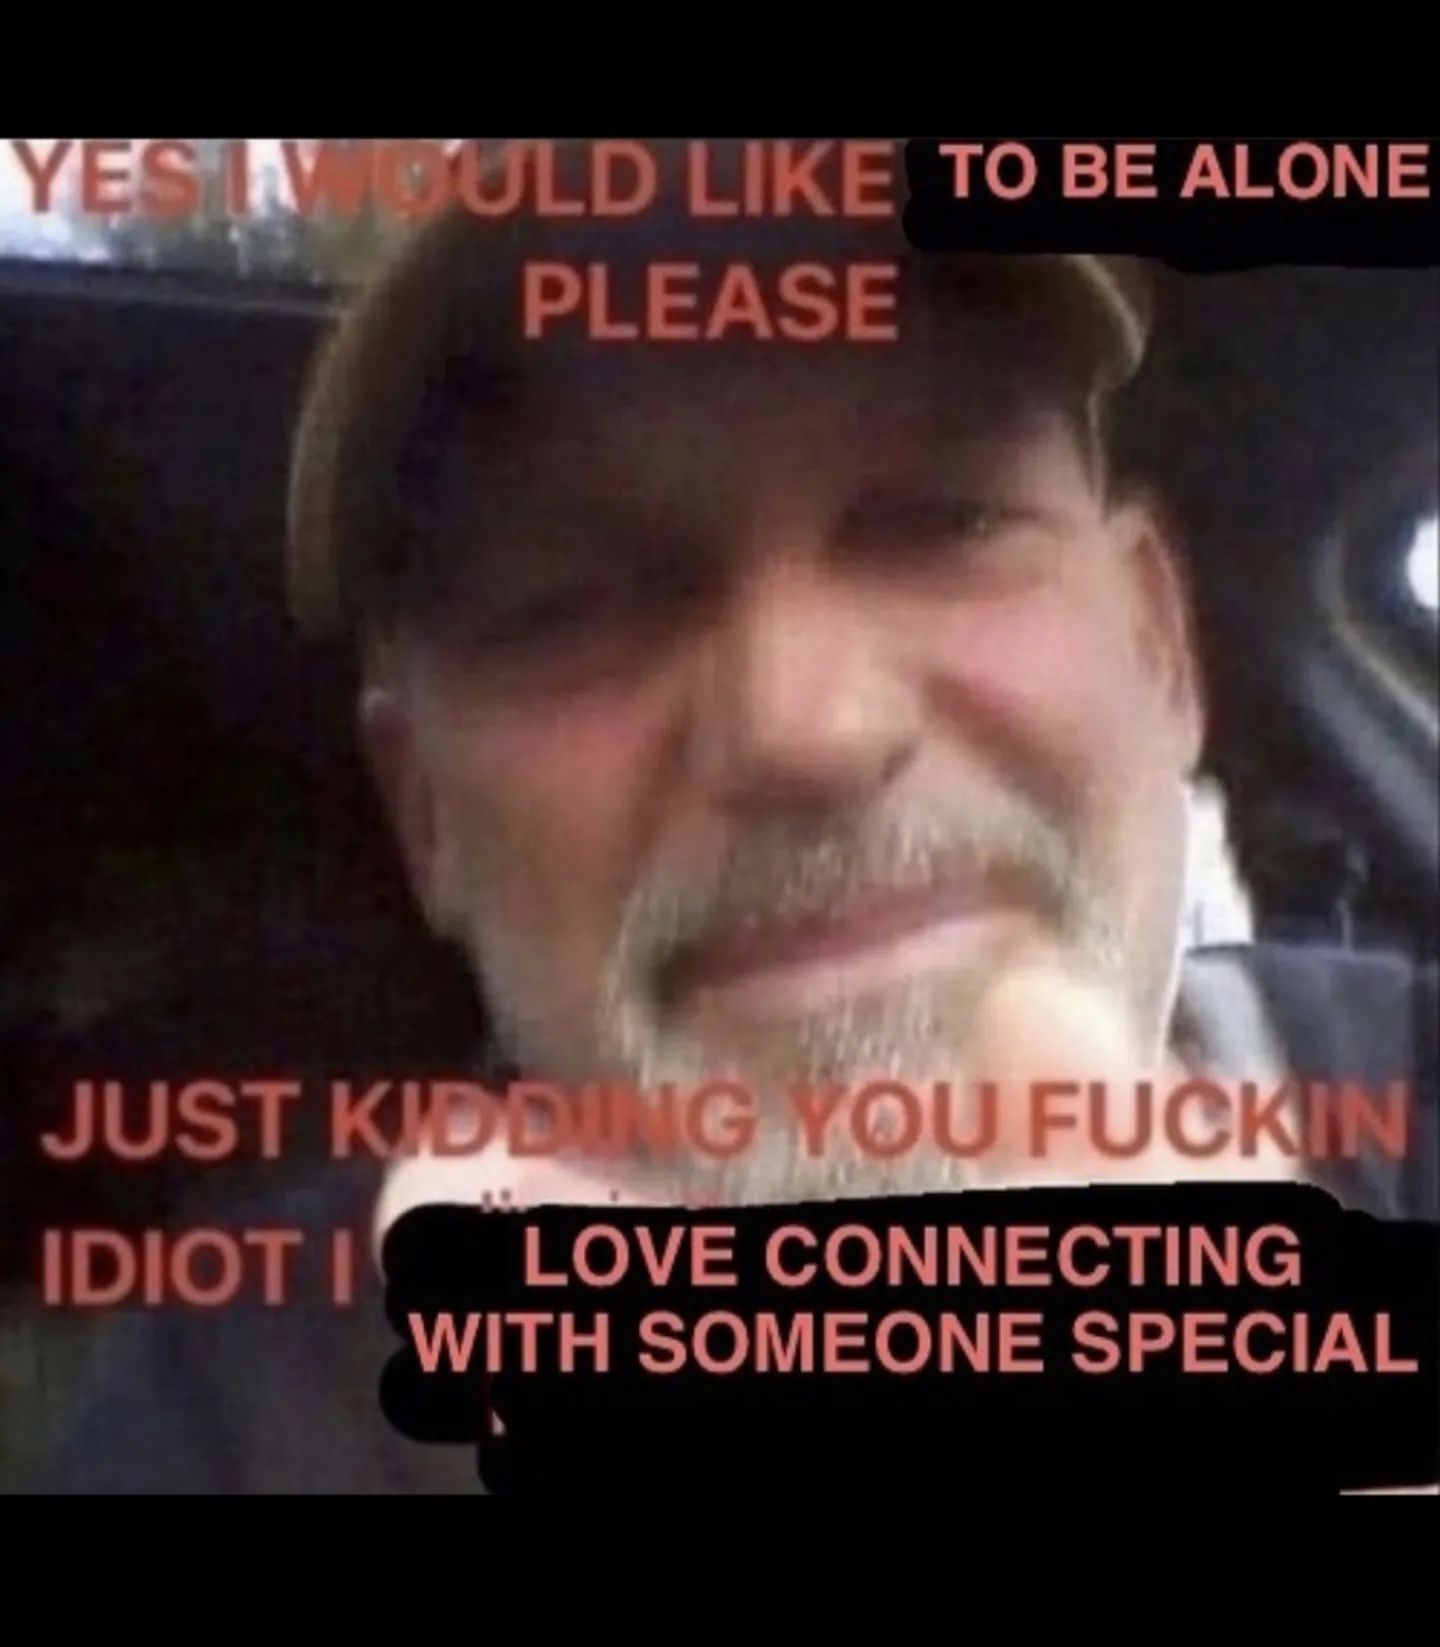 YES I WOULD LIKE TO BE ALONE
PLEASE
JUST KIDDING YOU FUCKIN
IDIOT I LOVE CONNECTING
WITH SOMEONE SPECIAL